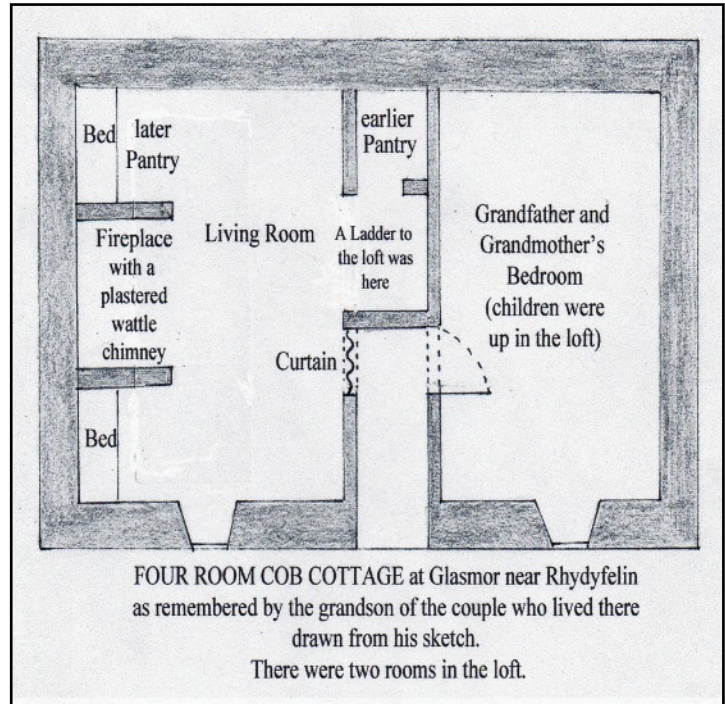 Bed
later
Pantry
earlier
Pantry
Fireplace
with a
plastered
wattle
chimney
Living Room
A Ladder to
the loft was
here
Grandfather and
Grandmother's
Bedroom
(children were
up in the loft)
Curtain
Bed
FOUR ROOM COB COTTAGE at Glasmor near Rhydyfelin
as remembered by the grandson of the couple who lived there
drawn from his sketch.
There were two rooms in the loft.